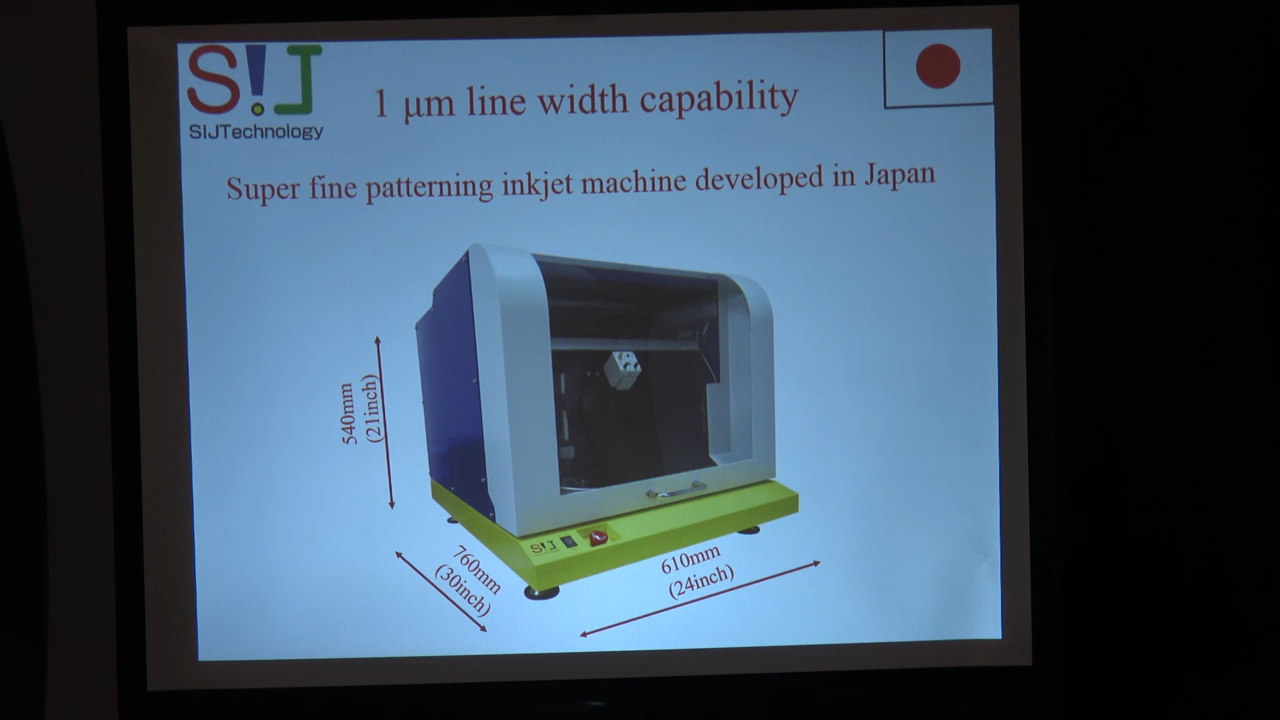 S!J
SIJTechnology
1 μm line width capability
Super fine patterning inkjet machine developed in Japan
540mm
(21inch)
S!J
760mm
(30inch)
610mm
(24inch)